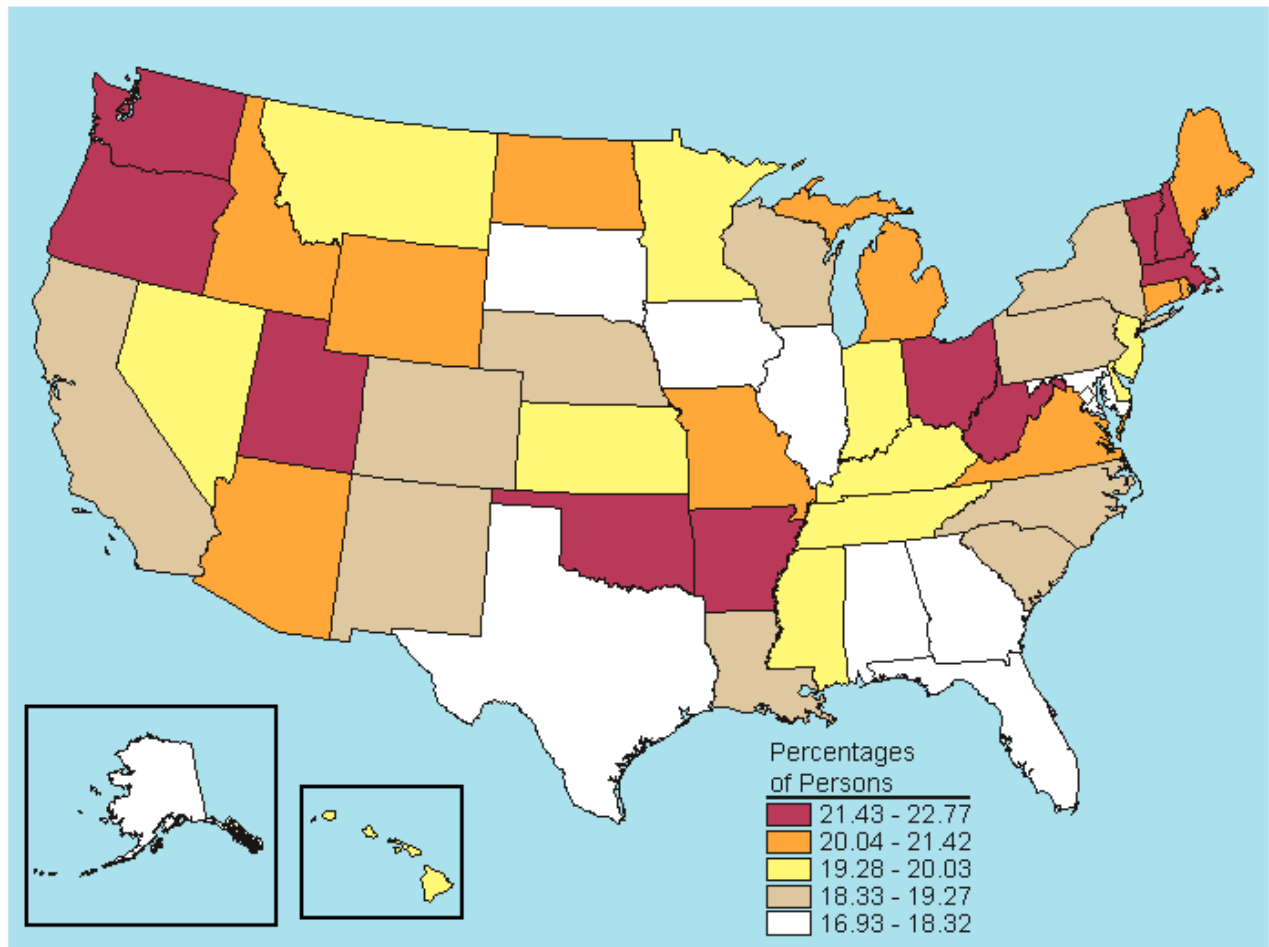 Percentages
of Persons
21.43 - 22.77
20.04 - 21.42
19.28 - 20.03
18.33 - 19.27
16.93 - 18.32